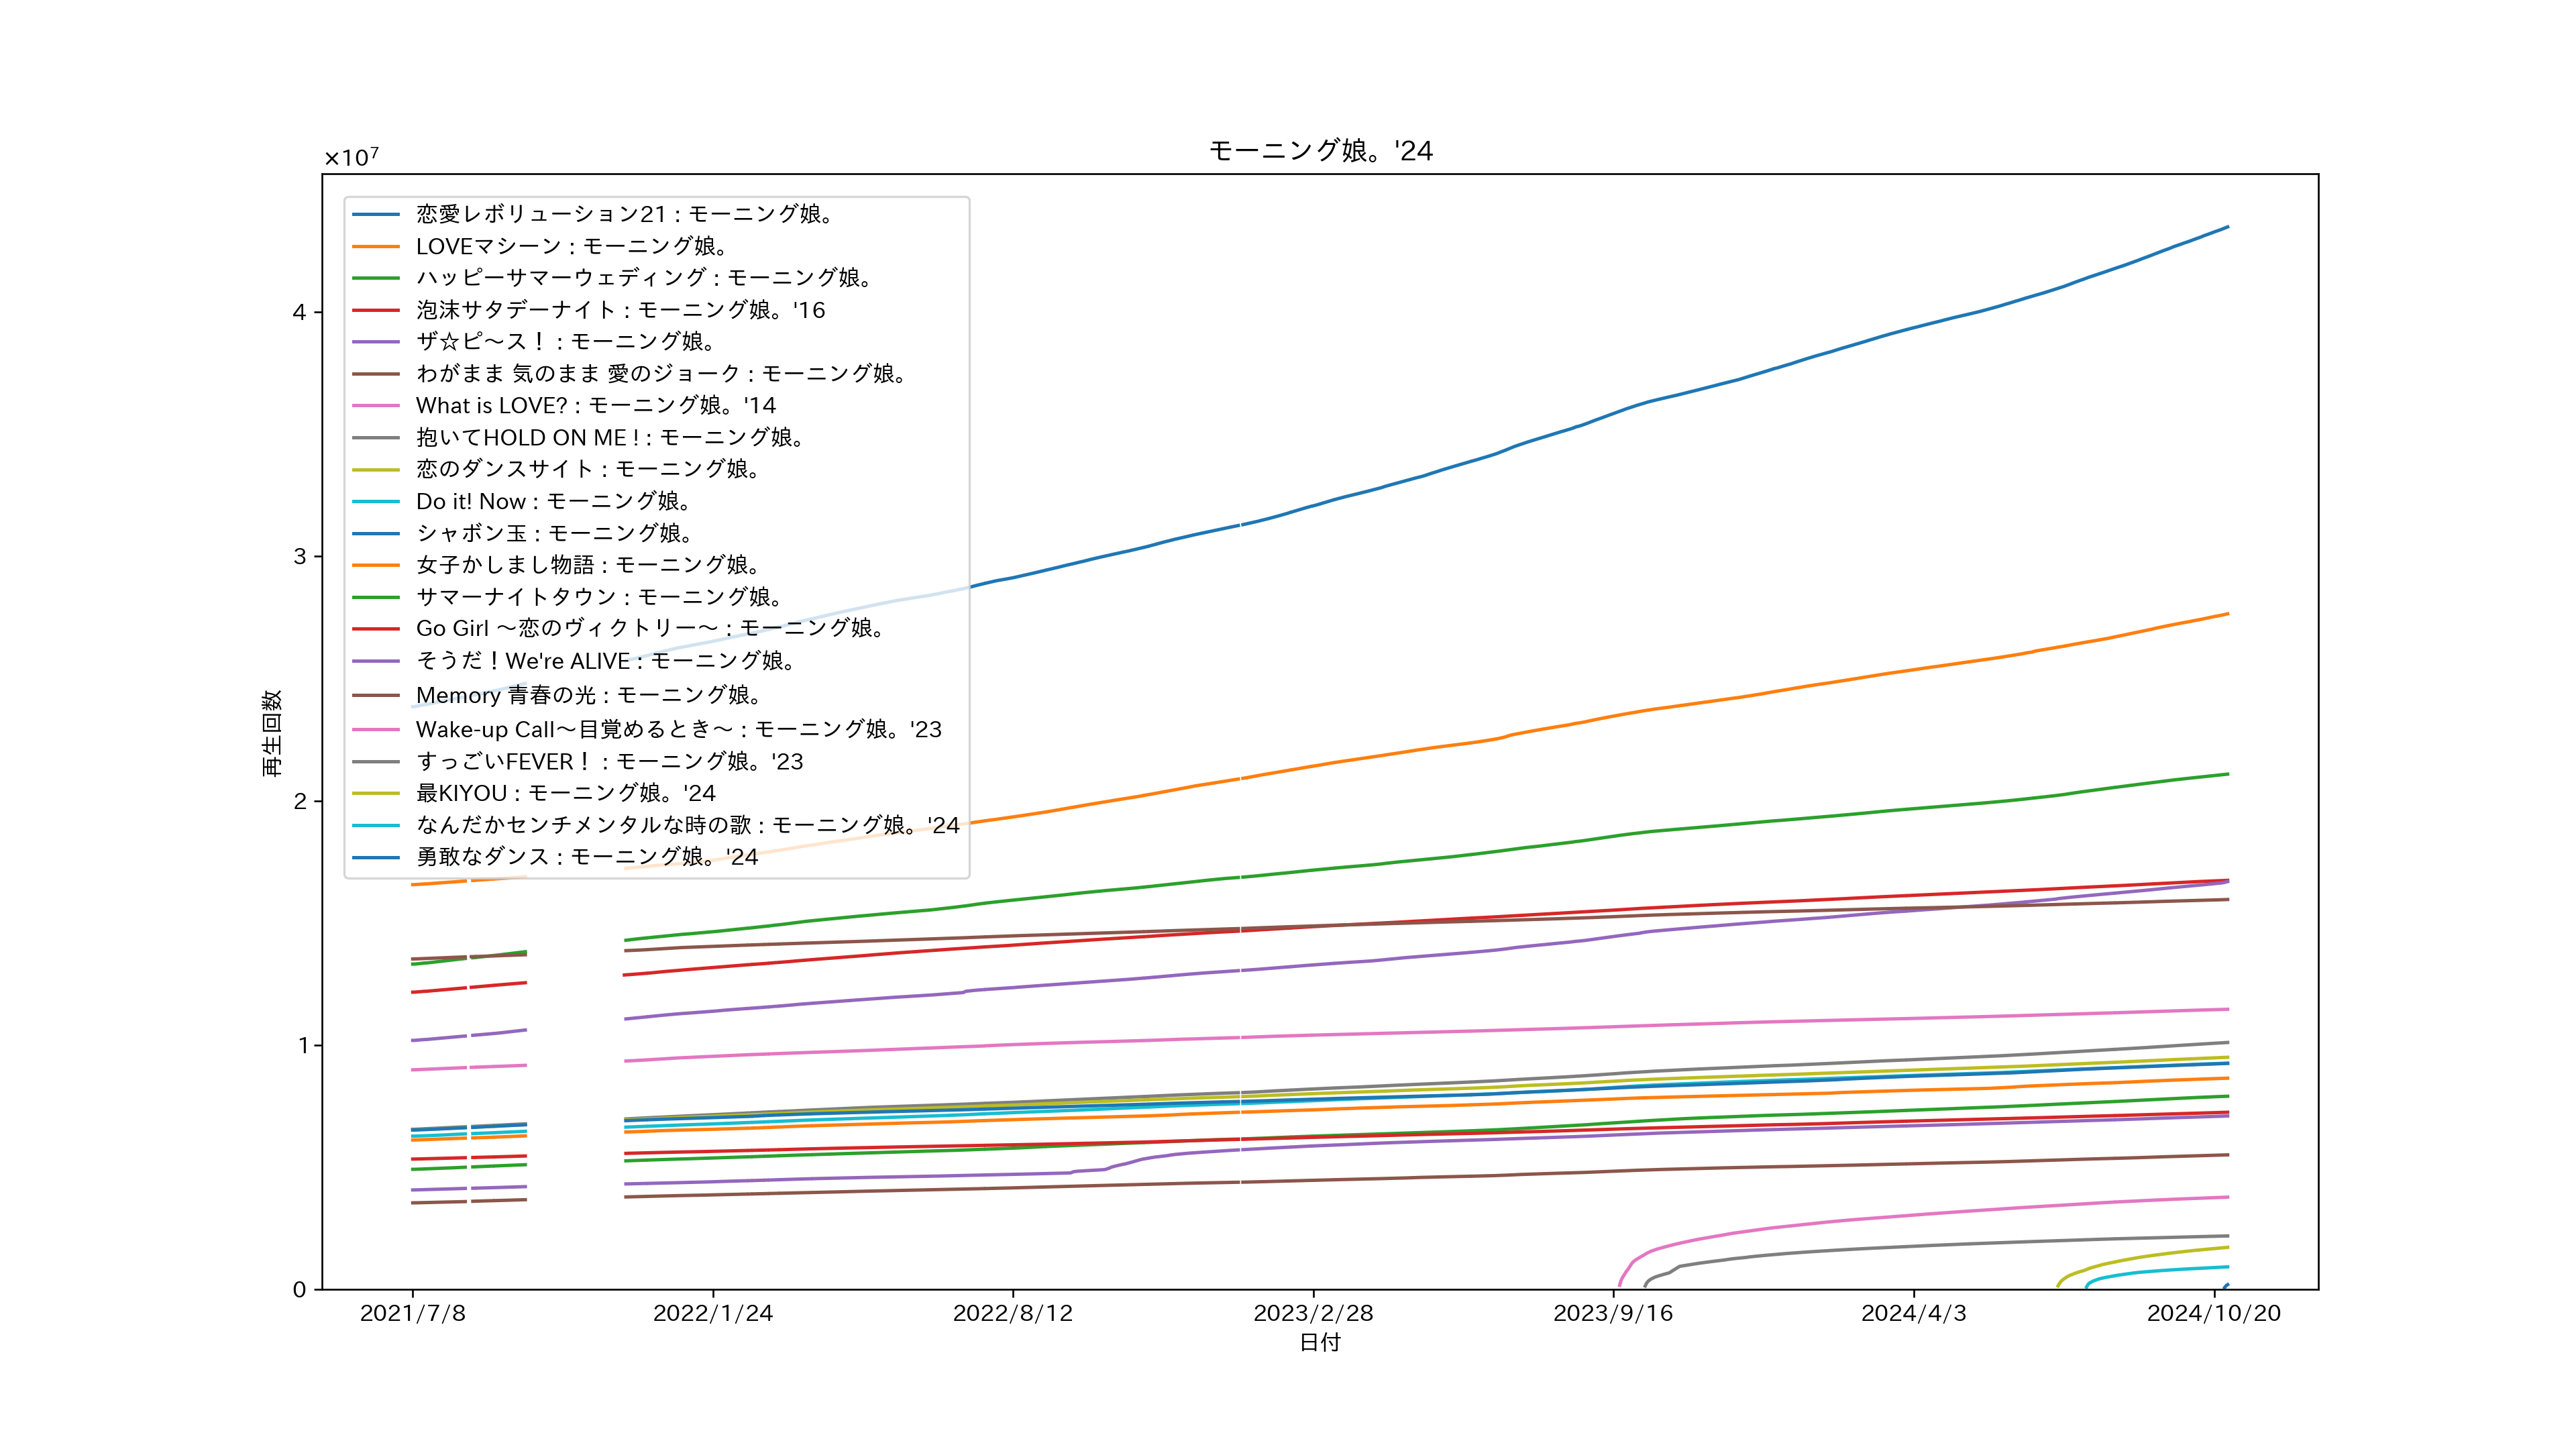 モーニング娘。'24
×10⁷
恋愛レボリューション21 : モーニング娘。
LOVEマシーン : モーニング娘。
ハッピーサマーウェディング : モーニング娘。
泡沫サタデーナイト : モーニング娘。'16
ザ☆ピ〜ス！ : モーニング娘。
わがまま 気のまま 愛のジョーク : モーニング娘。
What is LOVE? : モーニング娘。'14
抱いてHOLD ON ME ! : モーニング娘。
恋のダンスサイト : モーニング娘。
Do it! Now : モーニング娘。
シャボン玉 : モーニング娘。
女子かしまし物語 : モーニング娘。
サマーナイトタウン : モーニング娘。
Go Girl 〜恋のヴィクトリー〜 : モーニング娘。
そうだ！We're ALIVE : モーニング娘。
Memory 青春の光 : モーニング娘。
Wake-up Call〜目覚めるとき〜 : モーニング娘。'23
すっごいFEVER！ : モーニング娘。'23
最KIYOU : モーニング娘。'24
なんだかセンチメンタルな時の歌 : モーニング娘。'24
勇敢なダンス : モーニング娘。'24
4
3
2
1
0
再生回数
2021/7/8 2022/1/24 2022/8/12 2023/2/28 2023/9/16 2024/4/3 2024/10/20
日付